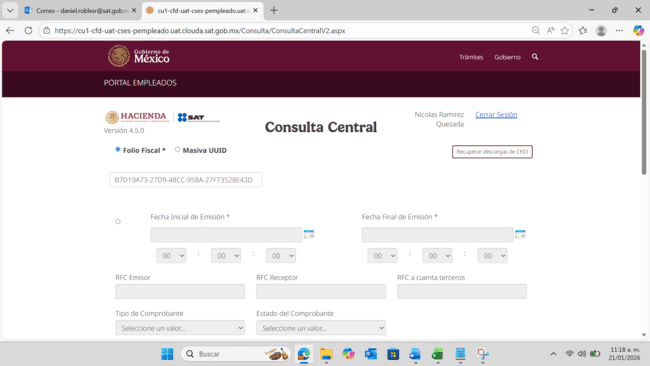 Correo - daniel.roblesr@sat.gob.m
cu1-cfd-uat-cses-pempleado.uat.c
https://cu1-cfd-uat-cses-pempleado.uat.clouda.sat.gob.mx/Consulta/ConsultaCentralV2.aspx
Gobierno de
México
Trámites
Gobierno
PORTAL EMPLEADOS
HACIENDA
SAT
Versión 4.5.0
Consulta Central
Nicolas Ramirez
Quezada
Cerrar Sesión
Folio Fiscal *
Masiva UUID
Recuperar descargas de CFDI
B7D19A73-27D9-48CC-958A-27F73528E43D
Fecha Inicial de Emisión *
Fecha Final de Emisión *
00 : 00 : 00
00 : 00 : 00
RFC Emisor
RFC Receptor
RFC a cuenta terceros
Tipo de Comprobante
Estado del Comprobante
Seleccione un valor...
Seleccione un valor...
Buscar
11:18 a. m.
21/01/2026